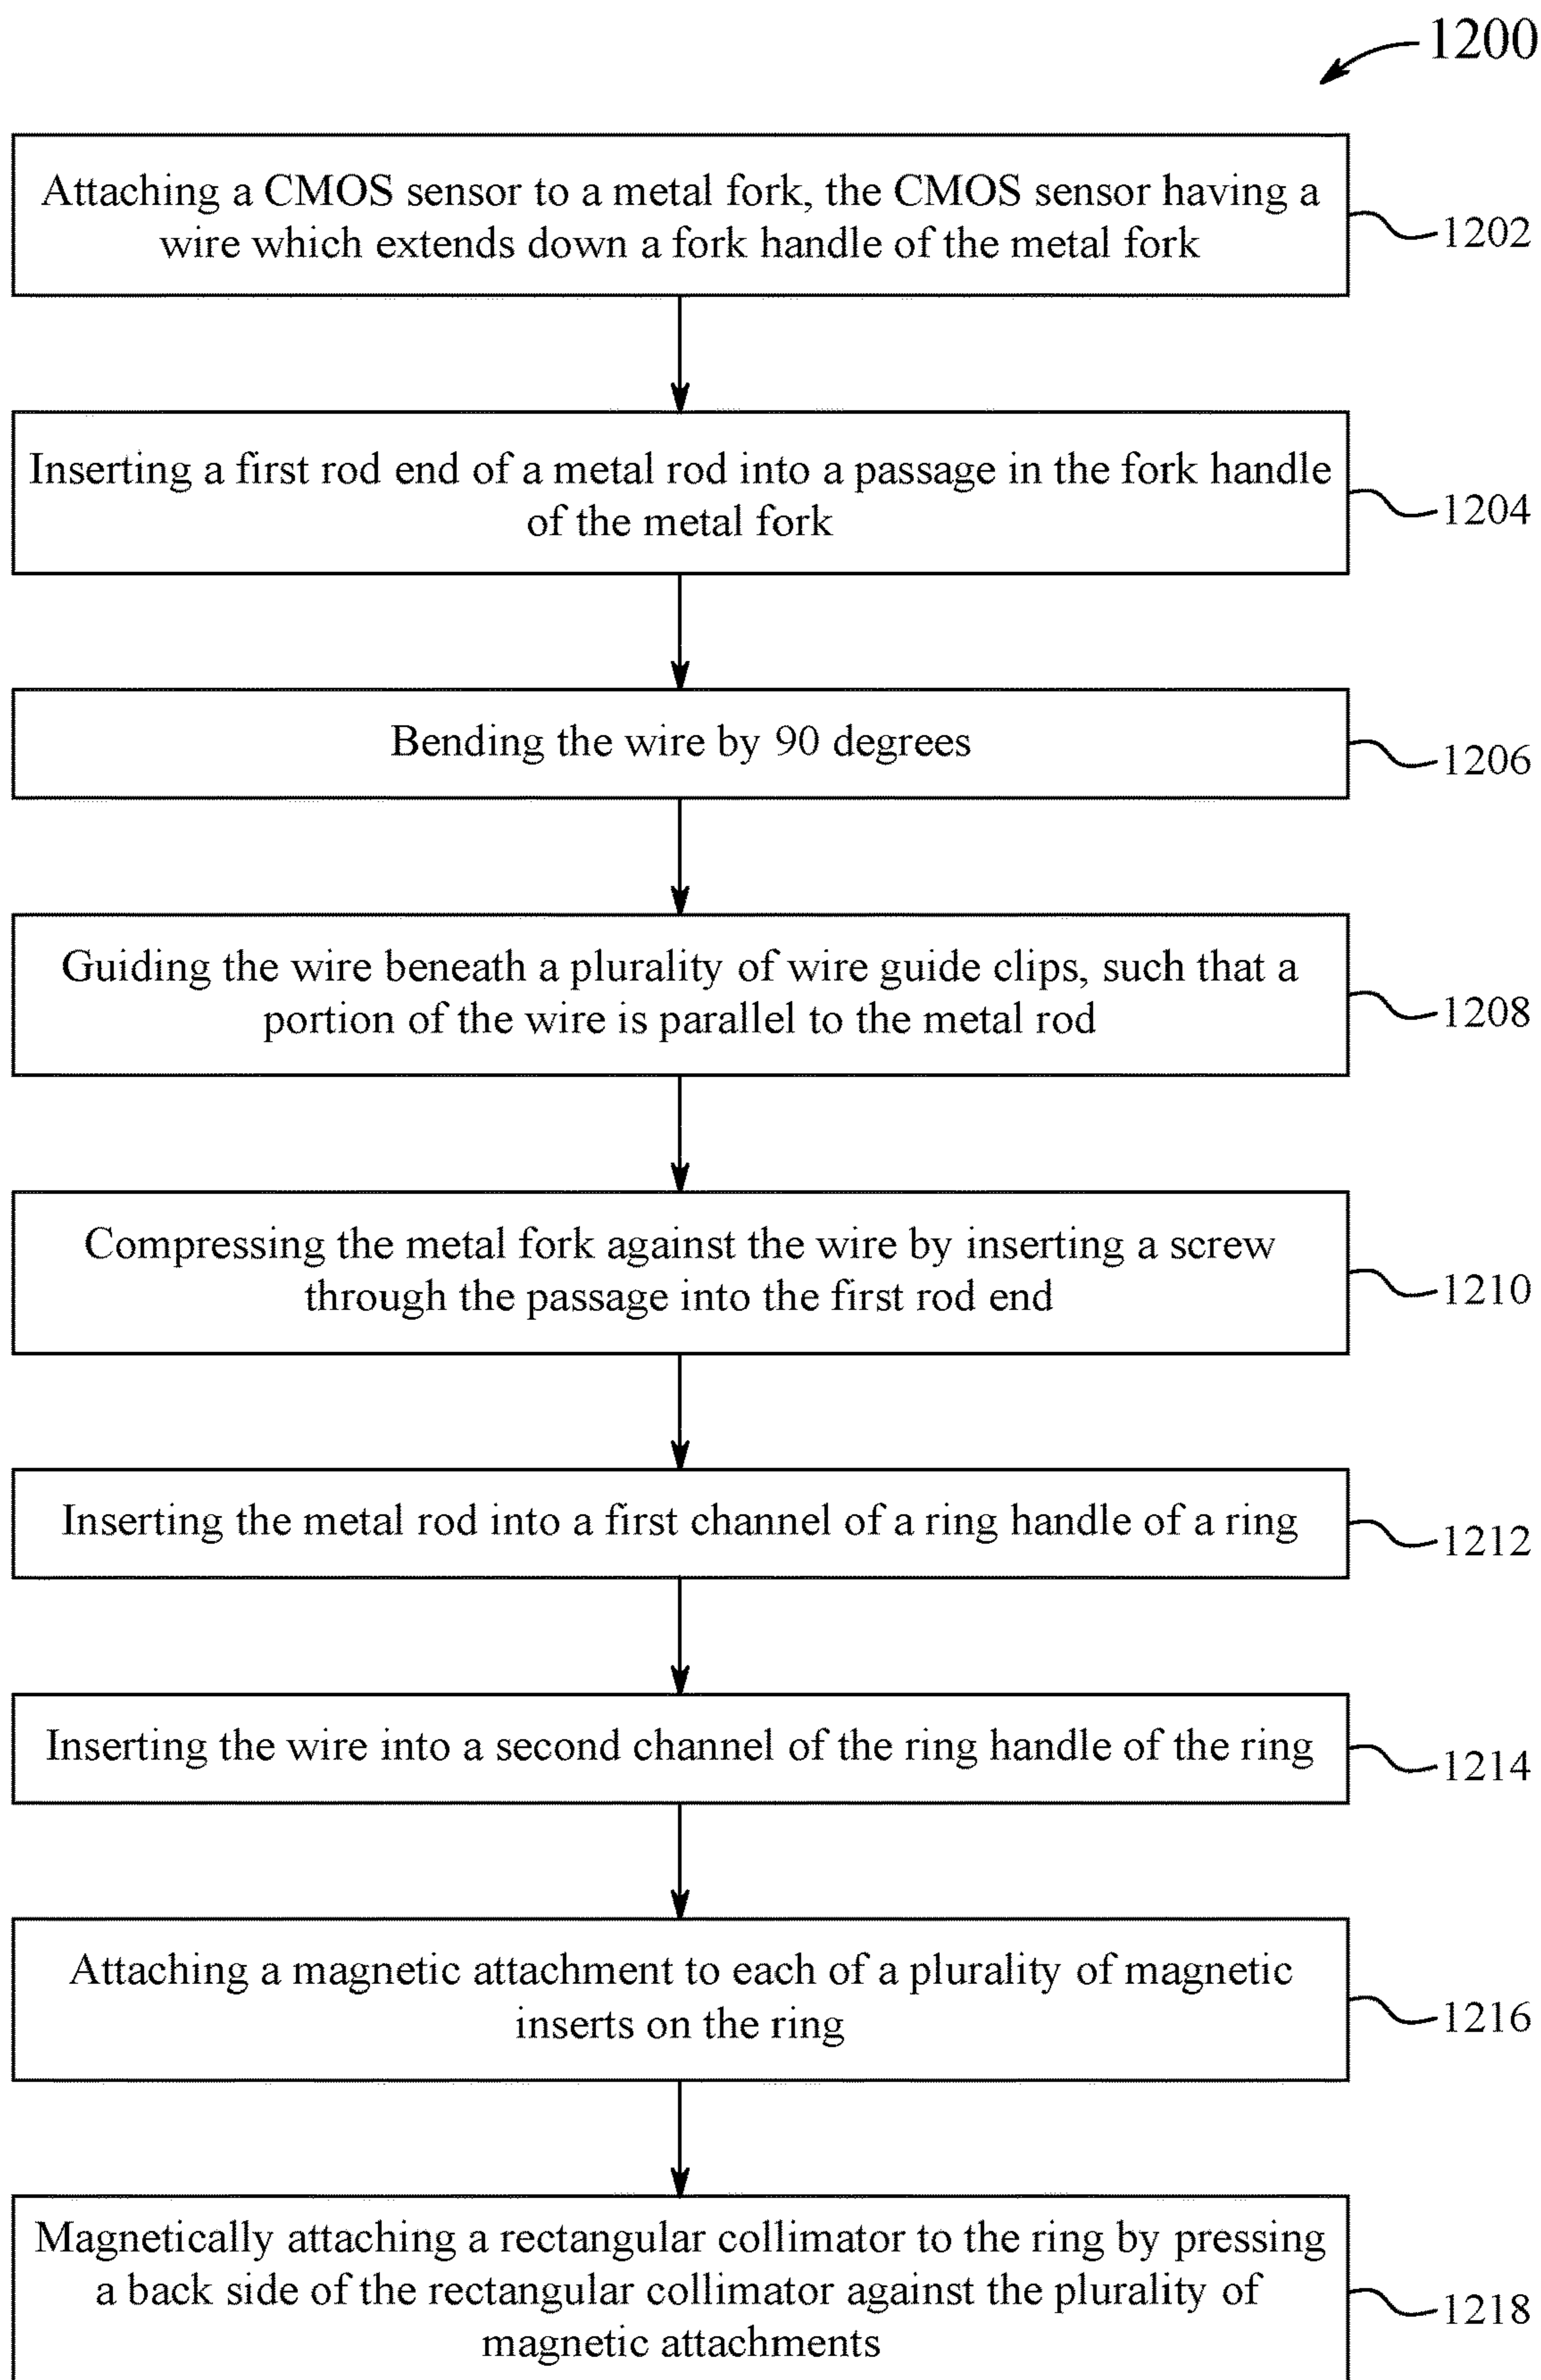 1200
Attaching a CMOS sensor to a metal fork, the CMOS sensor having a
wire which extends down a fork handle of the metal fork
1202
Inserting a first rod end of a metal rod into a passage in the fork handle
of the metal fork
1204
Bending the wire by 90 degrees
1206
Guiding the wire beneath a plurality of wire guide clips, such that a
portion of the wire is parallel to the metal rod
1208
Compressing the metal fork against the wire by inserting a screw
through the passage into the first rod end
1210
Inserting the metal rod into a first channel of a ring handle of a ring
1212
Inserting the wire into a second channel of the ring handle of the ring
1214
Attaching a magnetic attachment to each of a plurality of magnetic
inserts on the ring
1216
Magnetically attaching a rectangular collimator to the ring by pressing
a back side of the rectangular collimator against the plurality of
magnetic attachments
1218